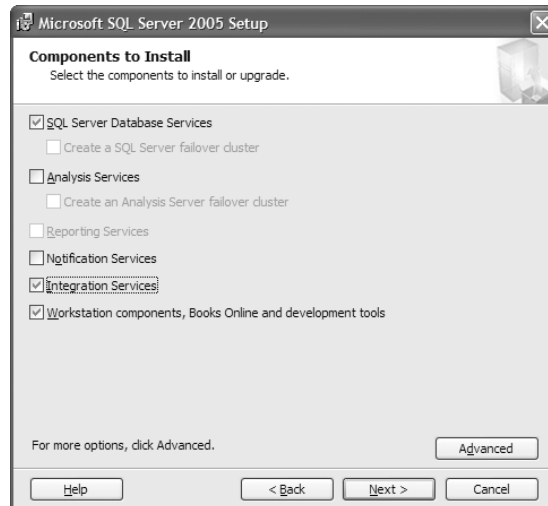 Microsoft SQL Server 2005 Setup
Components to Install
Select the components to install or upgrade.
SQL Server Database Services
Create a SQL Server failover cluster
Analysis Services
Create an Analysis Server failover cluster
Reporting Services
Notification Services
Integration Services
Workstation components, Books Online and development tools
For more options, click Advanced.
Advanced
Help
< Back
Next >
Cancel